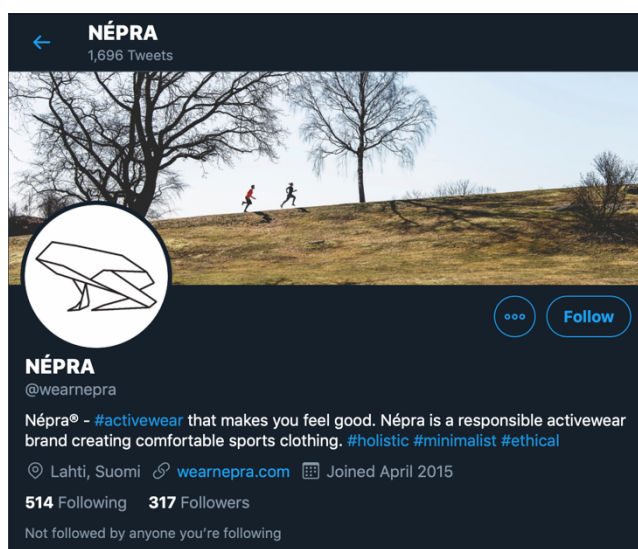 NÉPRA
1,696 Tweets
Follow
NÉPRA
@wearnepra
Népra® - #activewear that makes you feel good. Népra is a responsible activewear
brand creating comfortable sports clothing. #holistic #minimalist #ethical
Lahti, Suomi wearnepra.com Joined April 2015
514 Following 317 Followers
Not followed by anyone you're following